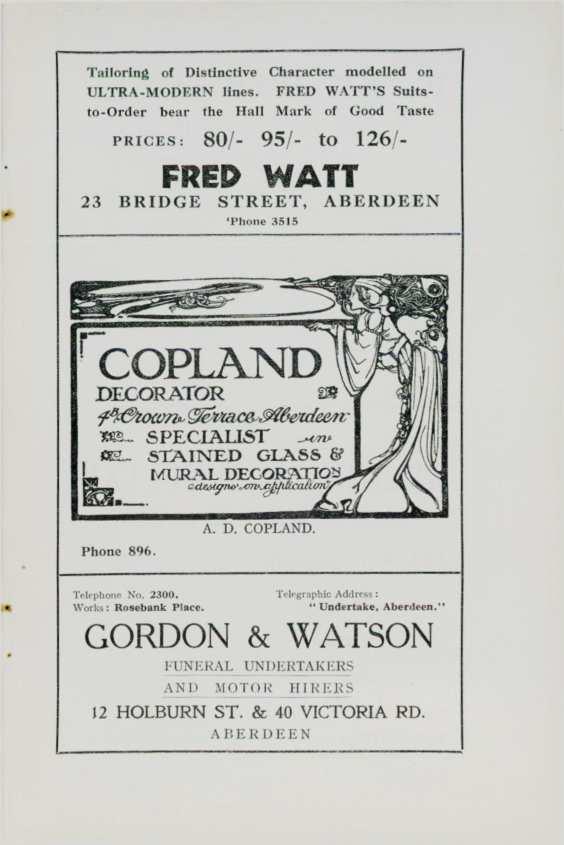 Tailoring of Distinctive Character modelled on
ULTRA-MODERN lines. FRED WATT'S Suits-
to-Order bear the Hall Mark of Good Taste
PRICES: 80/- 95/- to 126/-
FRED WATT
23 BRIDGE STREET, ABERDEEN
'Phone 3515
COPLAND
DECORATOR
4B. Crown Terrace Aberdeen
SPECIALIST in
STAINED GLASS &
MURAL DECORATION
designs on application
A. D. COPLAND.
Phone 896.
Telephone No. 2300.
Works: Rosebank Place.
Telegraphic Address:
"Undertake, Aberdeen."
GORDON & WATSON
FUNERAL UNDERTAKERS
AND MOTOR HIRERS
12 HOLBURN ST. & 40 VICTORIA RD.
ABERDEEN